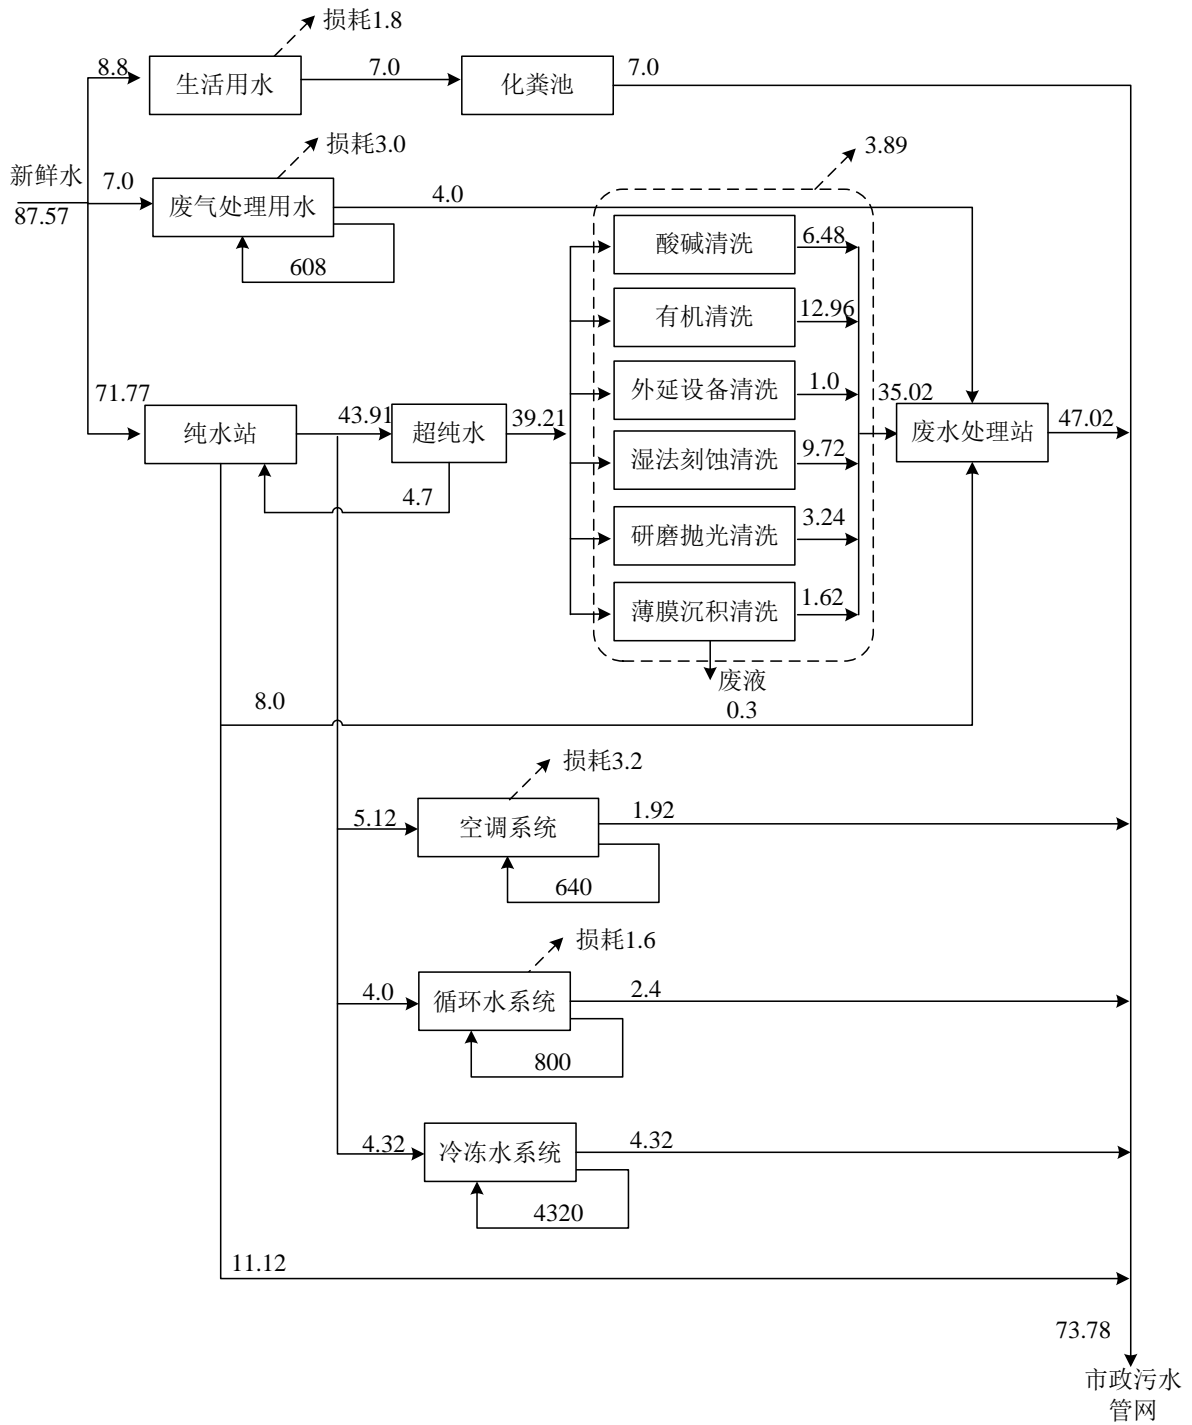 损耗1.8
8.8
生活用水
7.0
化粪池
7.0
损耗3.0
3.89
新鲜水
87.57
7.0
废气处理用水
4.0
608
酸碱清洗
6.48
有机清洗
12.96
外延设备清洗
1.0
71.77
纯水站
43.91
超纯水
39.21
35.02
废水处理站
47.02
湿法刻蚀清洗
9.72
4.7
研磨抛光清洗
3.24
薄膜沉积清洗
1.62
废液
0.3
8.0
损耗3.2
5.12
空调系统
1.92
640
损耗1.6
4.0
循环水系统
2.4
800
4.32
冷冻水系统
4.32
4320
11.12
73.78
市政污水
管网